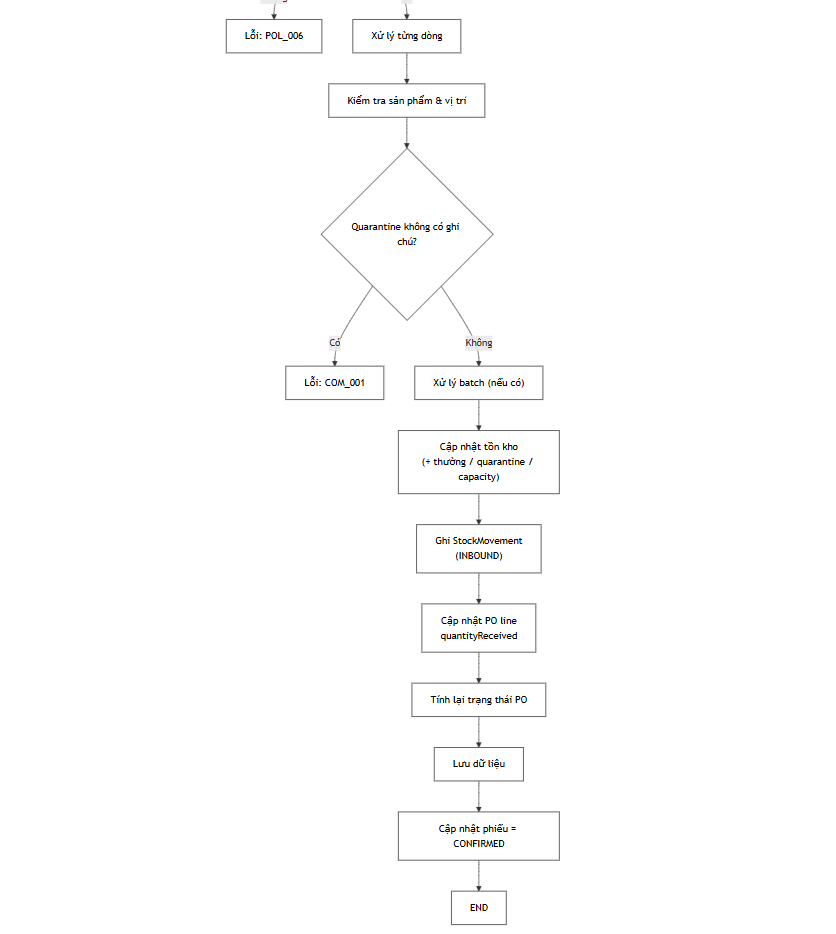 Lỗi: POL_006
Xử lý từng dòng
Kiểm tra sản phẩm & vị trí
Quarantine không có ghi
chú?
Có
Không
Lỗi: COM_001
Xử lý batch (nếu có)
Cập nhật tồn kho
(+ thường / quarantine /
capacity)
Ghi StockMovement
(INBOUND)
Cập nhật PO line
quantityReceived
Tính lại trạng thái PO
Lưu dữ liệu
Cập nhật phiếu =
CONFIRMED
END